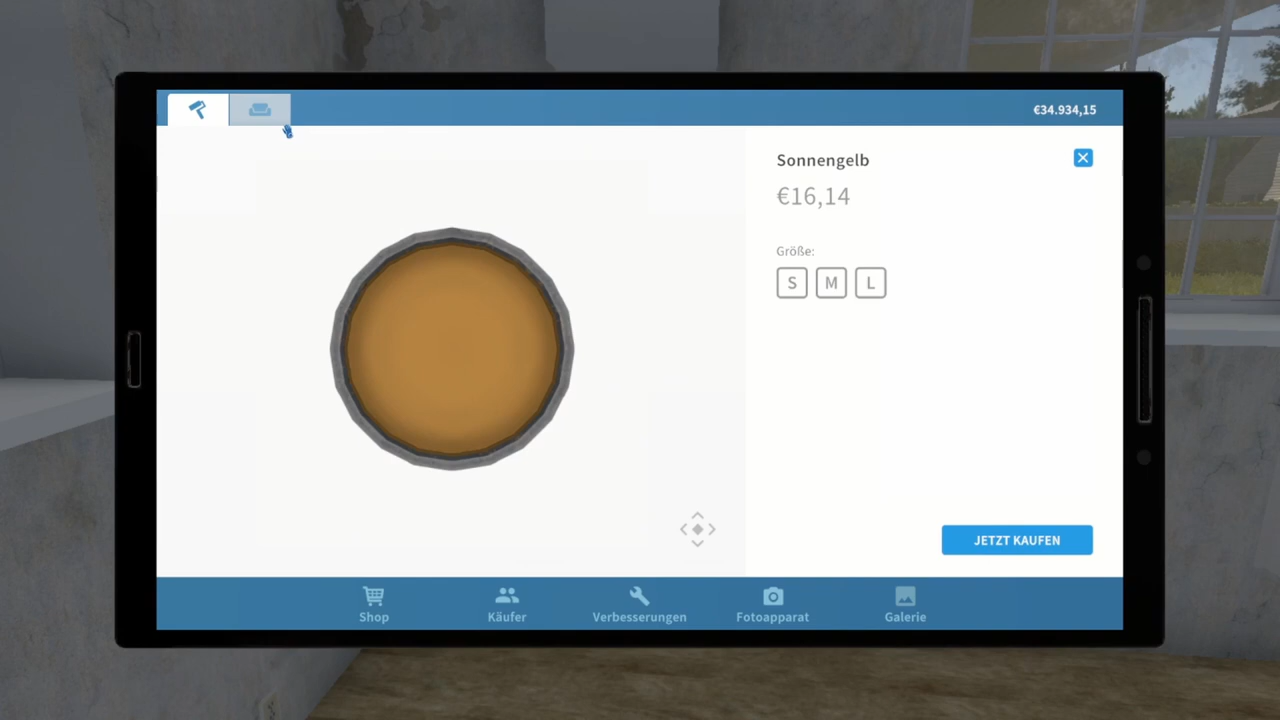 €34.934,15
Sonnengelb
€16,14
Größe:
S M L
JETZT KAUFEN
Shop Käufer Verbesserungen Fotoapparat Galerie